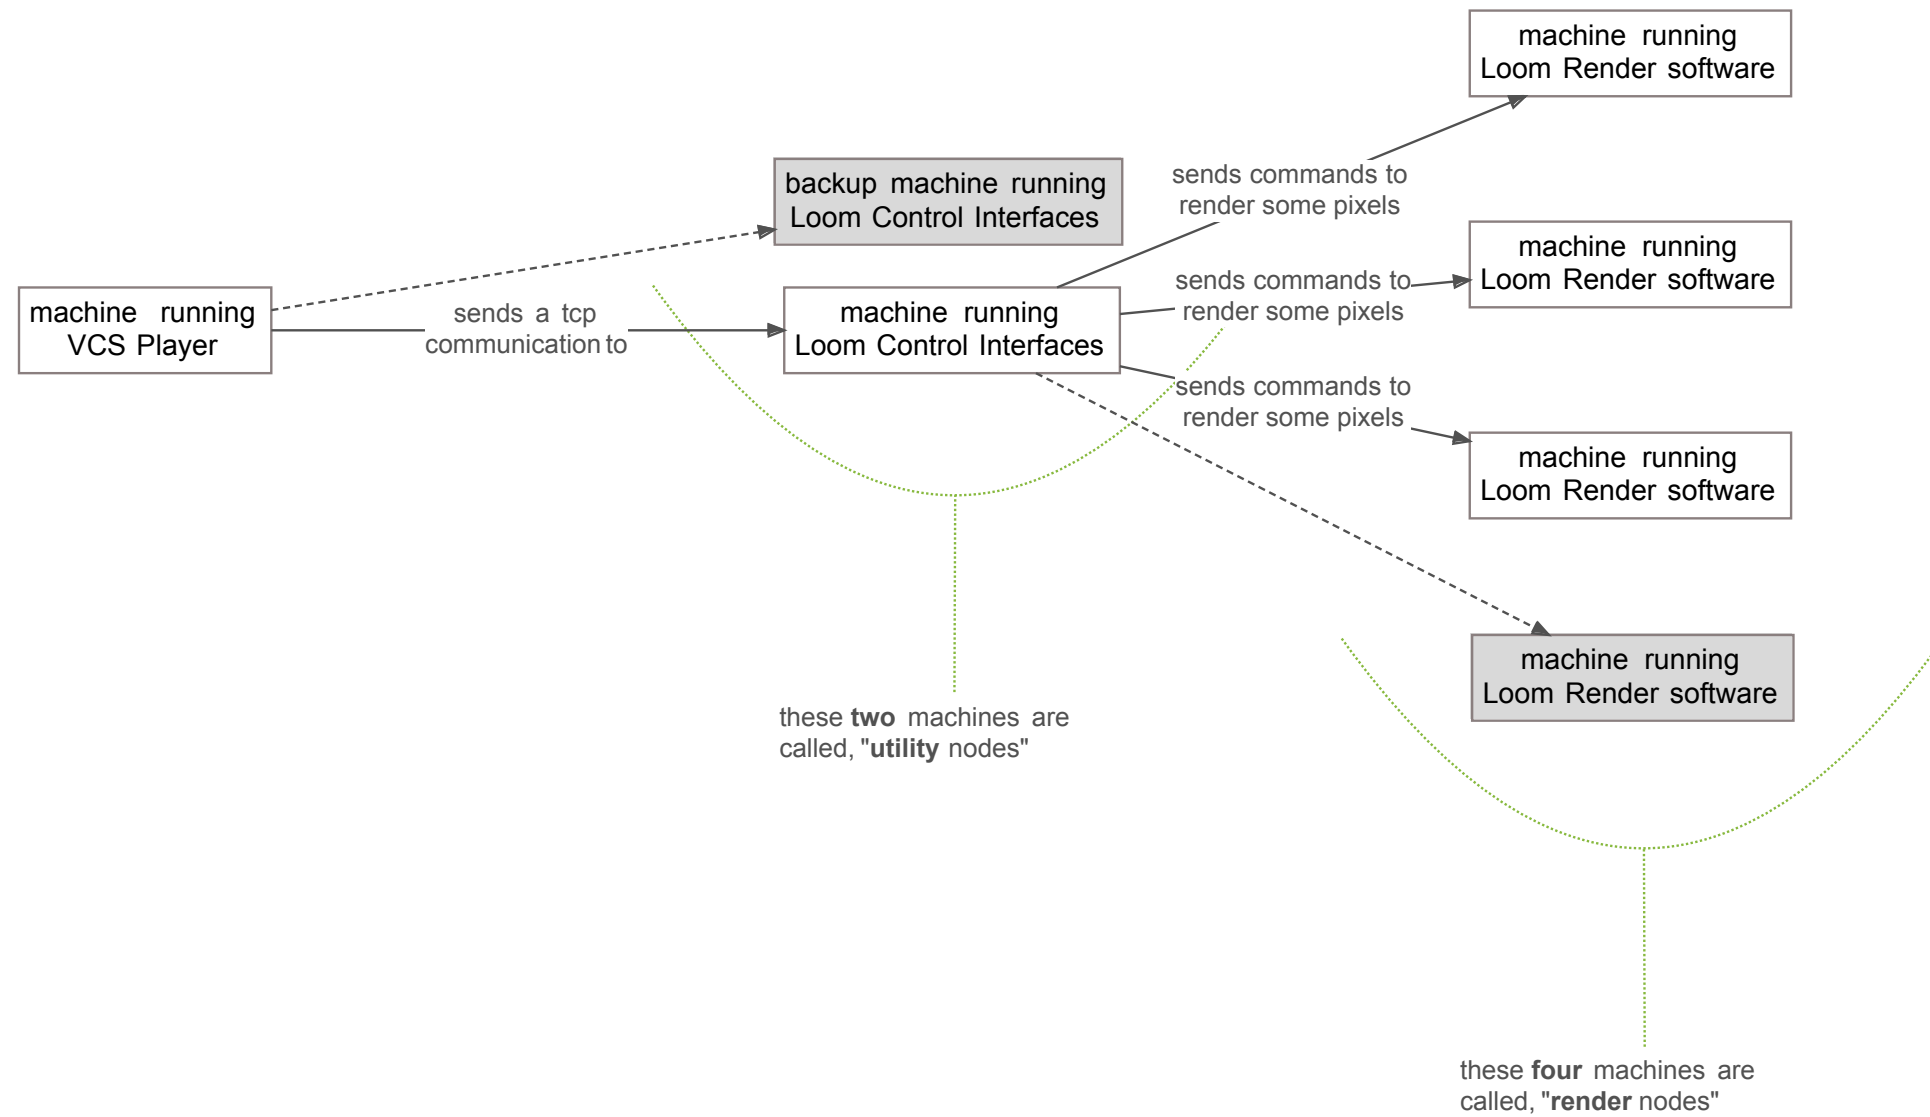 machine running
Loom Render software
backup machine running
Loom Control Interfaces
sends commands to
render some pixels
machine running
Loom Render software
machine running
VCS Player
sends a tcp
communication to
machine running
Loom Control Interfaces
sends commands to
render some pixels
sends commands to
render some pixels
machine running
Loom Render software
machine running
Loom Render software
these two machines are
called, "utility nodes"
these four machines are
called, "render nodes"